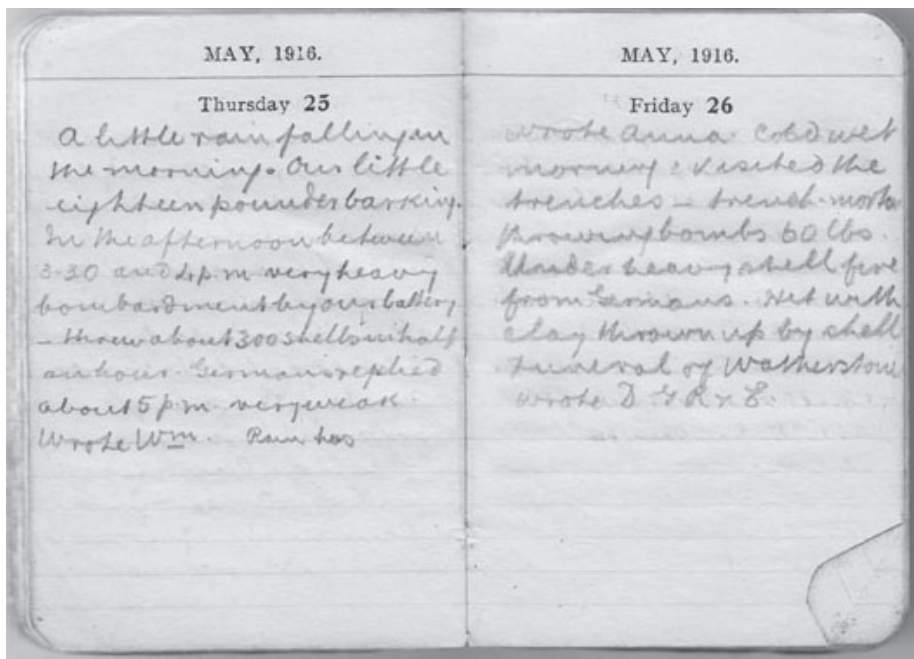 MAY, 1916.
Thursday 25
A little rain falling in
the morning. Our little
eighteen pounder barking.
In the afternoon between
3-30 and 4 p.m. very heavy
bombardment by our battery
– threw about 300 shells in half
an hour. Germans replied
about 5 p.m. very weak.
Wrote Wm. Rain has
MAY, 1916.
Friday 26
Wrote Anna. Cold wet
morning. Visited the
trenches – trench-mortar
throwing bombs 60 lbs.
Under heavy shell fire
from Germans. Hit with
clay thrown up by shell
Funeral of Watherstone
wrote D